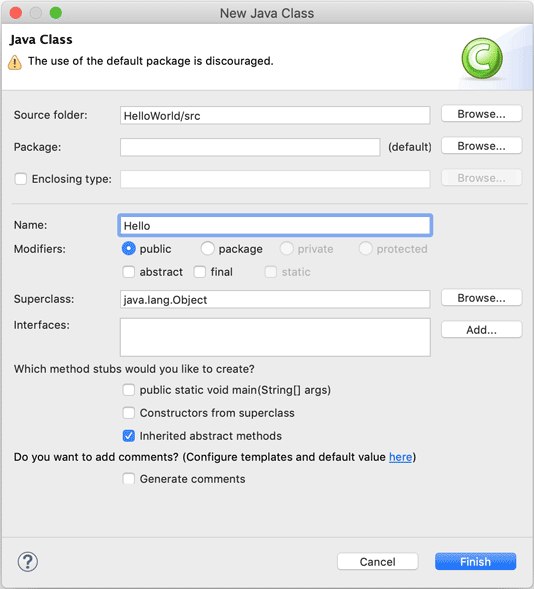 New Java Class
Java Class
The use of the default package is discouraged.
Source folder: HelloWorld/src Browse...
Package: (default) Browse...
Enclosing type: Browse...
Name: Hello
Modifiers: public package private protected
abstract final static
Superclass: java.lang.Object Browse...
Interfaces: Add...
Which method stubs would you like to create?
public static void main(String[] args)
Constructors from superclass
Inherited abstract methods
Do you want to add comments? (Configure templates and default value here)
Generate comments
? Cancel Finish